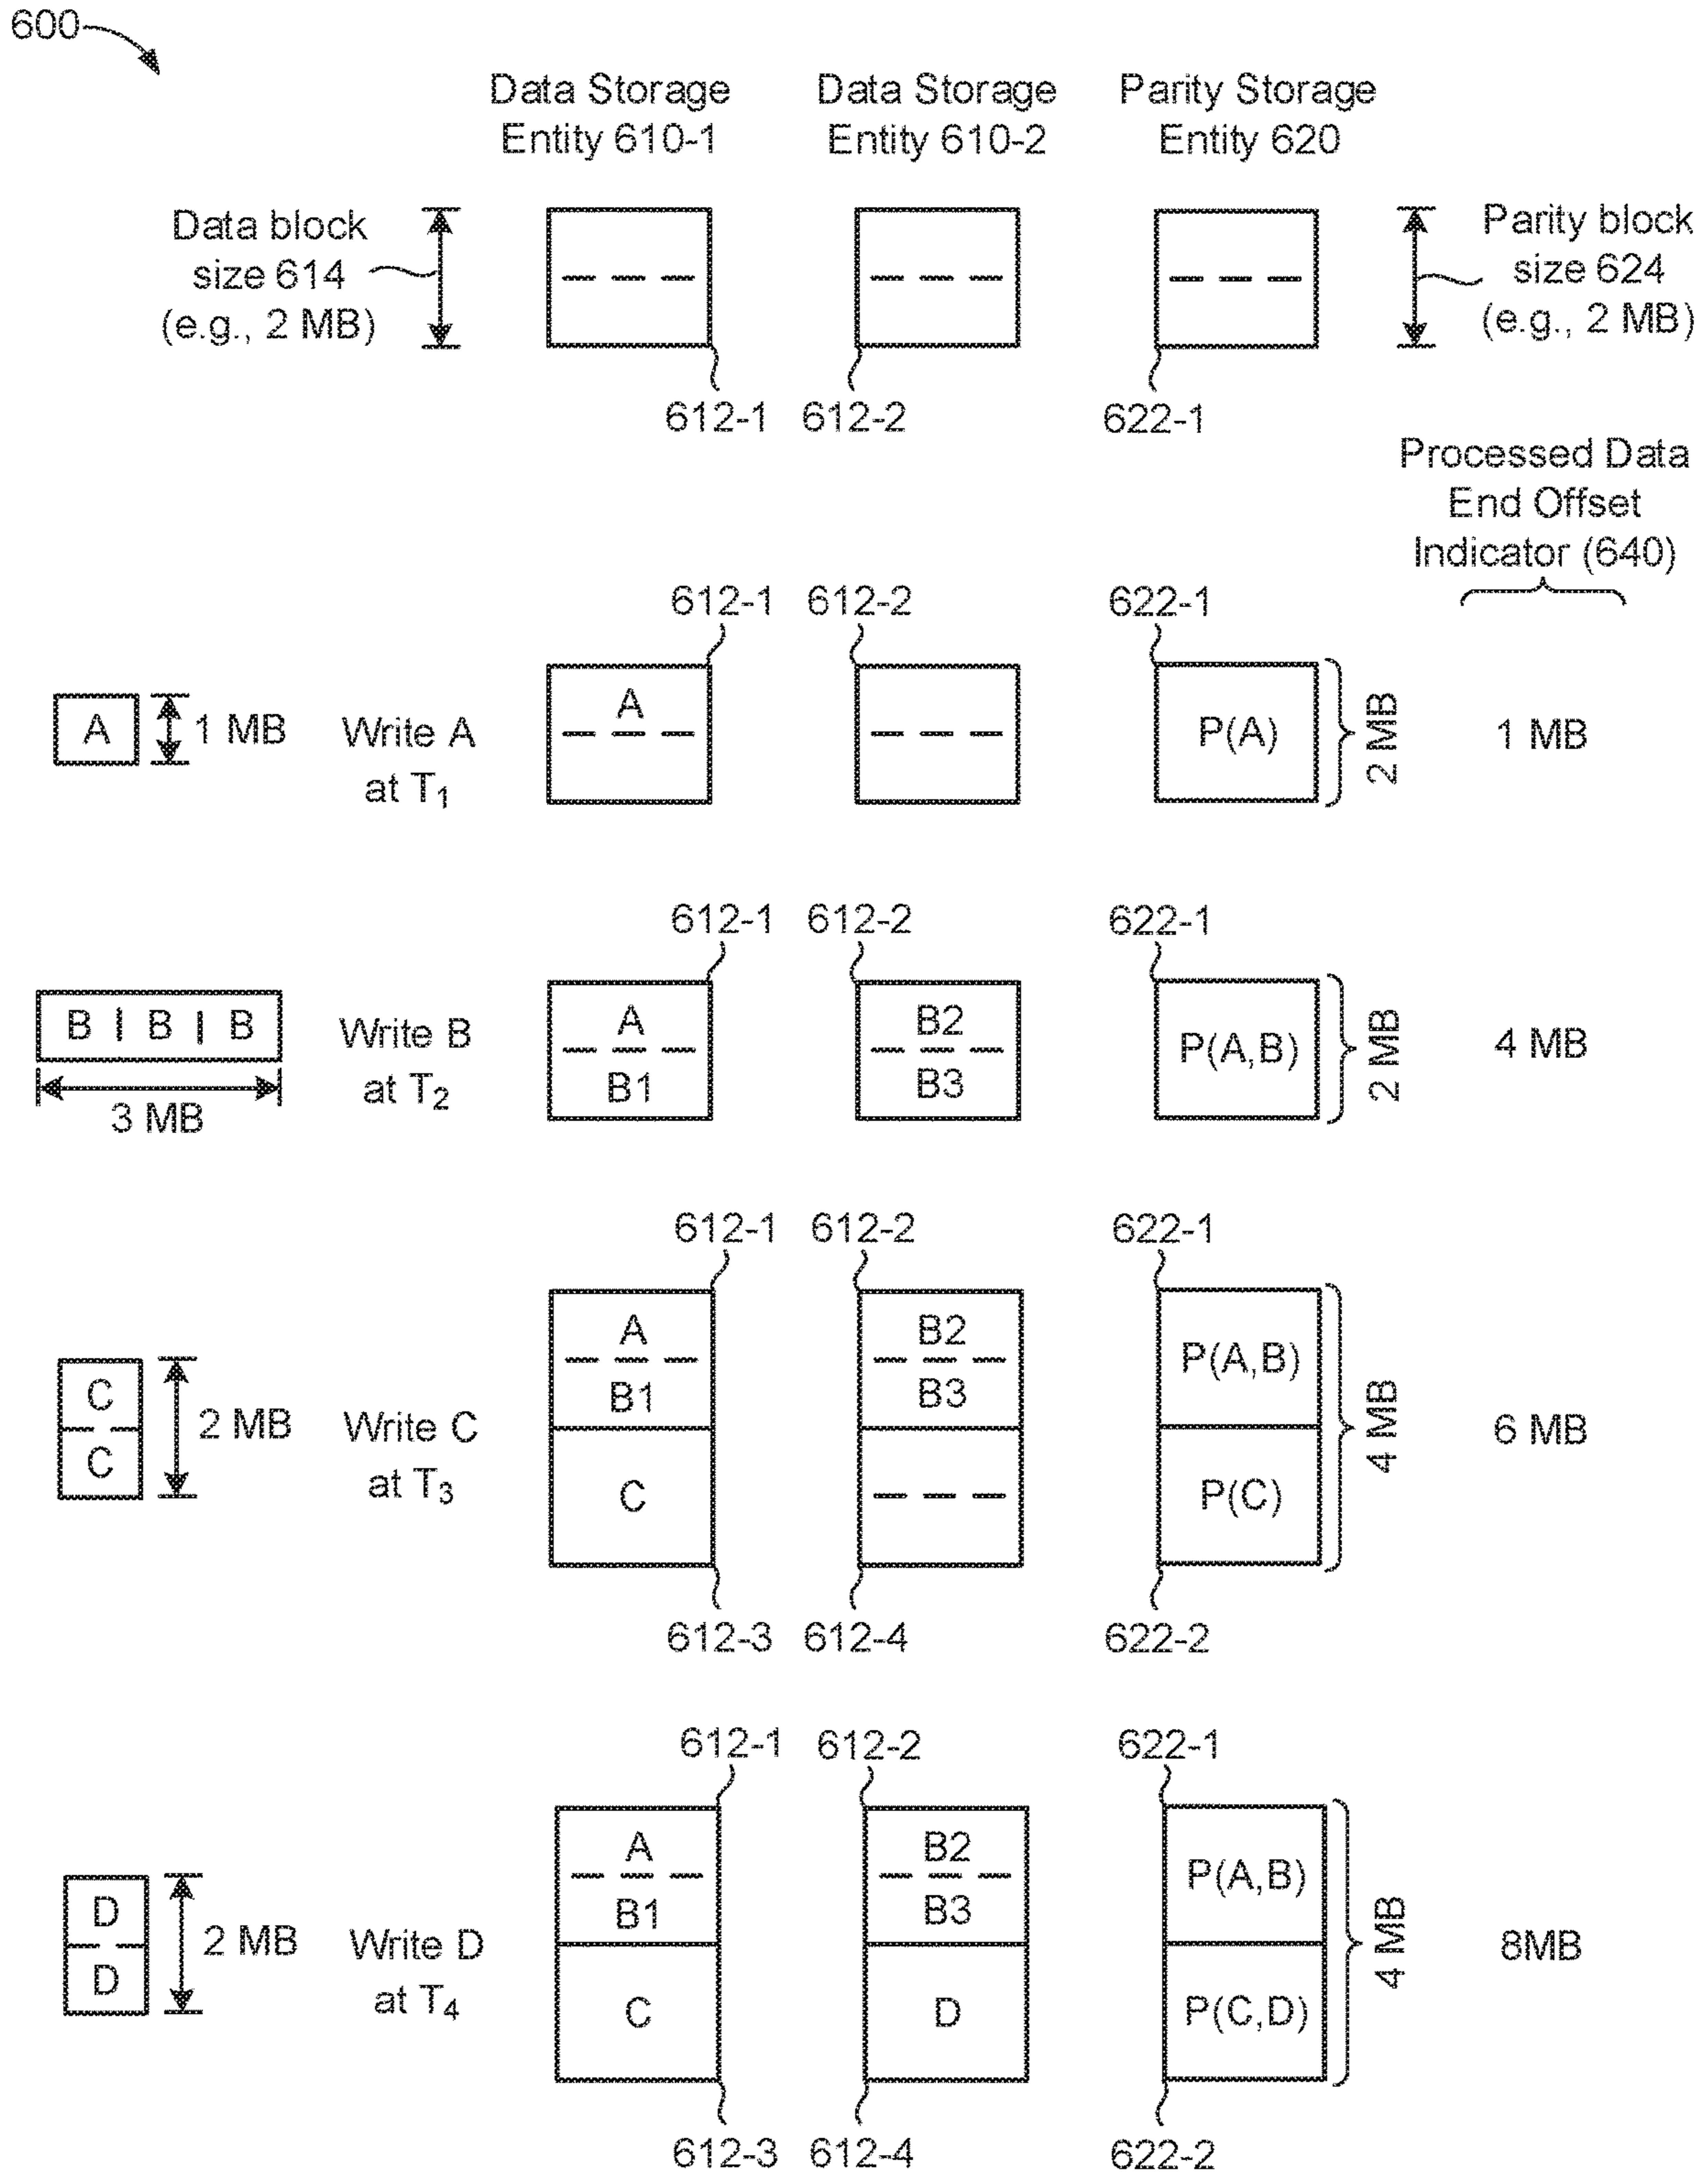 600
Data Storage
Entity 610-1
Data Storage
Entity 610-2
Parity Storage
Entity 620
Data block
size 614
(e.g., 2 MB)
Parity block
size 624
(e.g., 2 MB)
612-1
612-2
622-1
Processed Data
End Offset
Indicator (640)
612-1
612-2
622-1
A
1 MB
Write A
at T1
A
P(A)
2 MB
1 MB
612-1
612-2
622-1
B | B | B
3 MB
Write B
at T2
A
B1
B2
B3
P(A,B)
2 MB
4 MB
612-1
612-2
622-1
C
C
2 MB
Write C
at T3
A
B1
C
B2
B3
P(A,B)
P(C)
4 MB
6 MB
612-3
612-4
622-2
612-1
612-2
622-1
D
D
2 MB
Write D
at T4
A
B1
C
B2
B3
D
P(A,B)
P(C,D)
4 MB
8MB
612-3
612-4
622-2